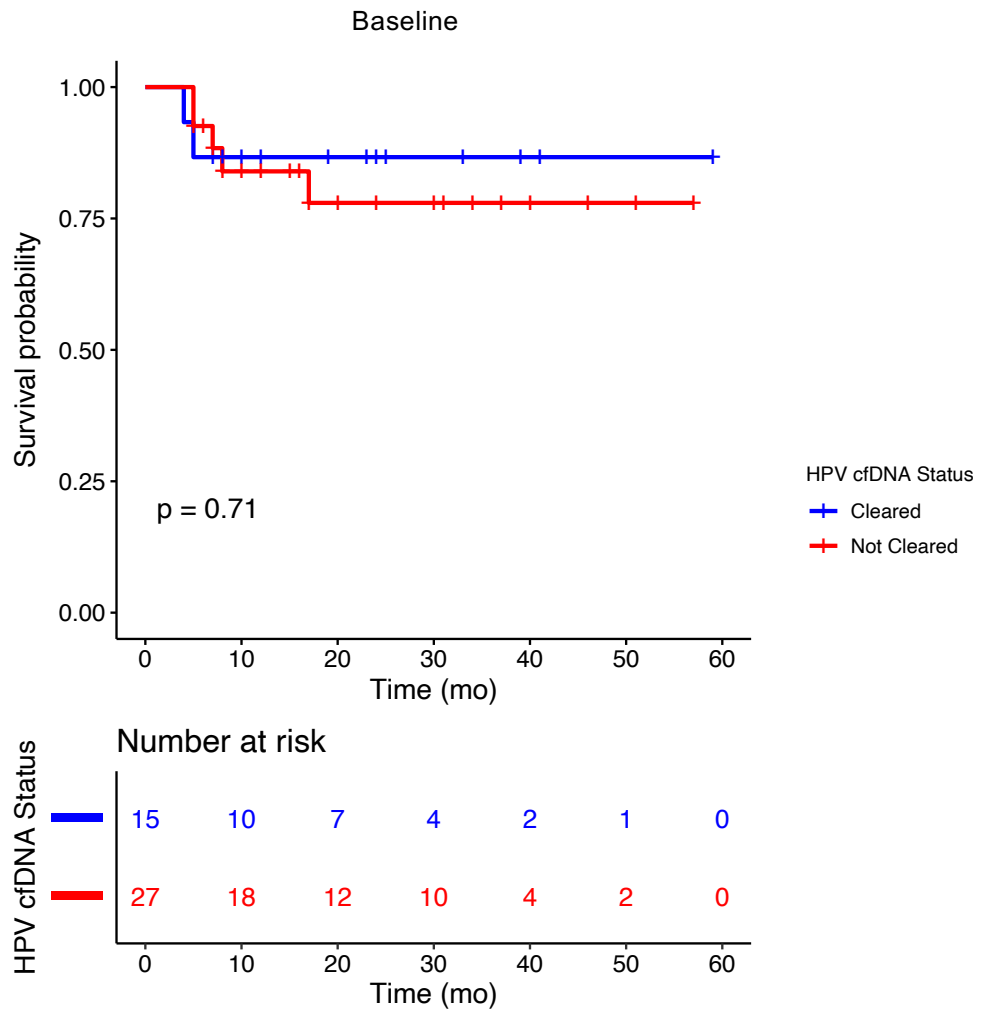 Baseline
Survival probability
1.00
0.75
0.50
0.25
0.00
p = 0.71
0 10 20 30 40 50 60
Time (mo)
HPV cfDNA Status
Cleared
Not Cleared
Number at risk
HPV cfDNA Status
15 10 7 4 2 1 0
27 18 12 10 4 2 0
0 10 20 30 40 50 60
Time (mo)